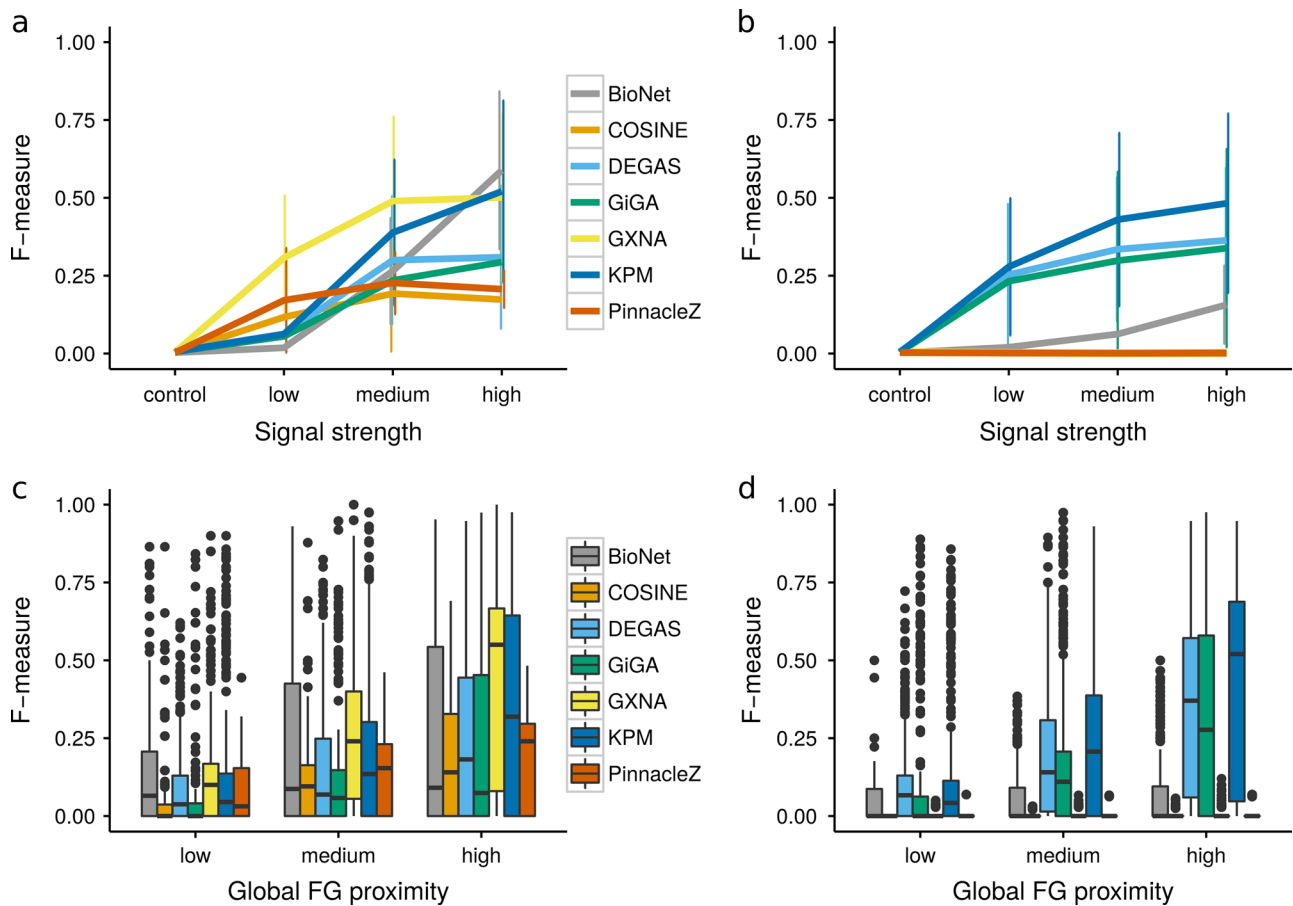 a
1.00
0.75
0.50
0.25
0.00
F−measure
control low medium high
Signal strength
BioNet
COSINE
DEGAS
GiGA
GXNA
KPM
PinnacleZ
b
1.00
0.75
0.50
0.25
0.00
F−measure
control low medium high
Signal strength
c
1.00
0.75
0.50
0.25
0.00
F−measure
low medium high
Global FG proximity
BioNet
COSINE
DEGAS
GiGA
GXNA
KPM
PinnacleZ
d
1.00
0.75
0.50
0.25
0.00
F−measure
low medium high
Global FG proximity